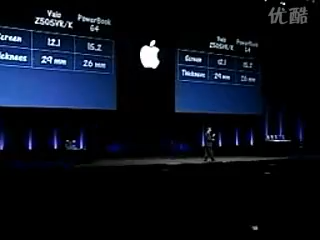 优酷
Vaio PowerBook
Z505VR/K G4
Screen 12.1 15.2
Thickness 29 mm 26 mm
Vaio PowerBook
Z505VR/K G4
Screen 12.1 15.2
Thickness 29 mm 26 mm